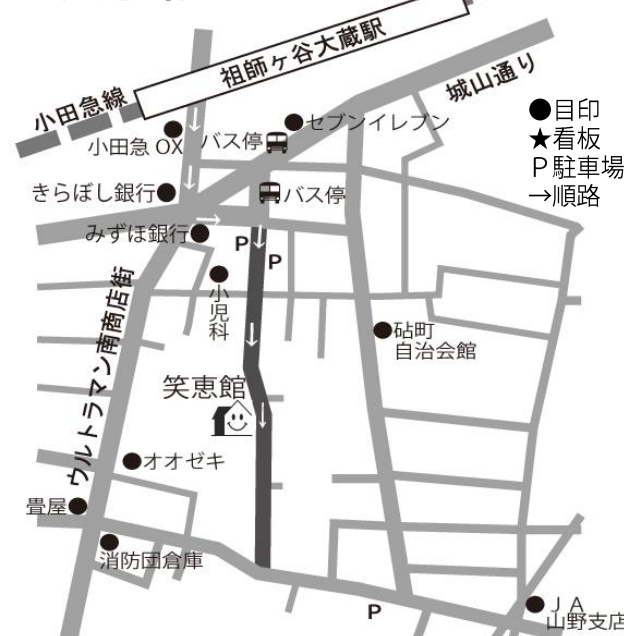 祖師ヶ谷大蔵駅
小田急線
城山通り
●目印
★看板
P駐車場
→順路
セブンイレブン
小田急 OX
バス停
きらぼし銀行
バス停
みずほ銀行
P
P
小児科
ウルトラマン南商店街
砧町
自治会館
笑恵館
オオゼキ
畳屋
消防団倉庫
P
ＪＡ
山野支店